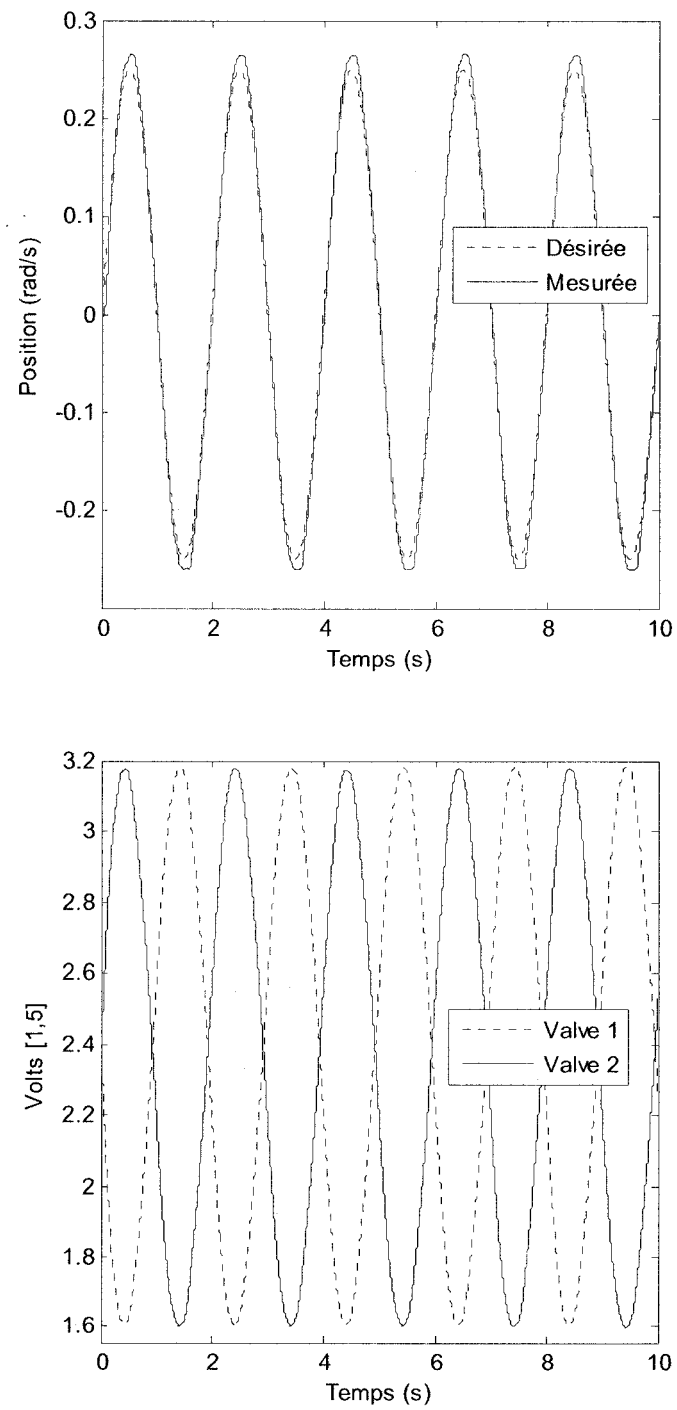 0.3
0.2
0.1
0
-0.1
-0.2
Position (rad/s)
Désirée
Mesurée
0 2 4 6 8 10
Temps (s)
3.2
3
2.8
2.6
2.4
2.2
2
1.8
1.6
Volts [1,5]
Valve 1
Valve 2
0 2 4 6 8 10
Temps (s)